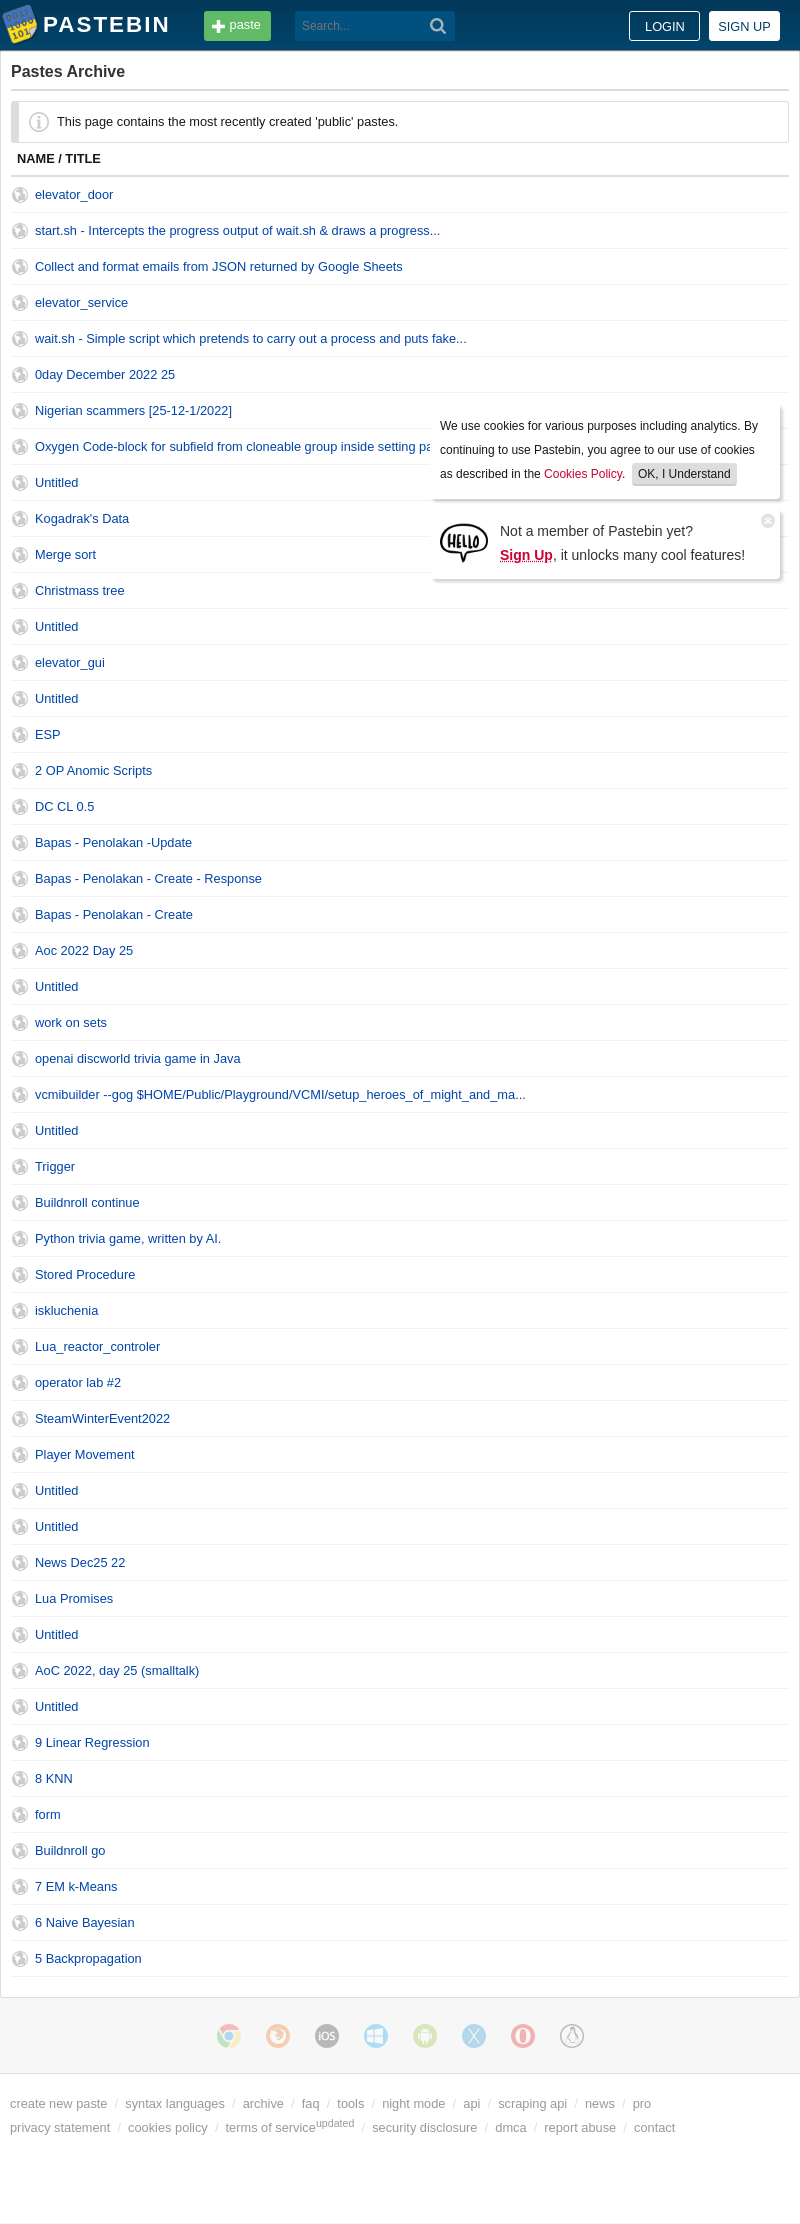 PASTEBIN paste Search... LOGIN SIGN UP
Pastes Archive
This page contains the most recently created 'public' pastes.
NAME / TITLE
elevator_door
start.sh - Intercepts the progress output of wait.sh & draws a progress...
Collect and format emails from JSON returned by Google Sheets
elevator_service
wait.sh - Simple script which pretends to carry out a process and puts fake...
0day December 2022 25
Nigerian scammers [25-12-1/2022]
Oxygen Code-block for subfield from cloneable group inside setting pa
Untitled
Kogadrak's Data
Merge sort
Christmass tree
We use cookies for various purposes including analytics. By
continuing to use Pastebin, you agree to our use of cookies
as described in the Cookies Policy. OK, I Understand
HELLO
Not a member of Pastebin yet?
Sign Up, it unlocks many cool features!
Untitled
elevator_gui
Untitled
ESP
2 OP Anomic Scripts
DC CL 0.5
Bapas - Penolakan -Update
Bapas - Penolakan - Create - Response
Bapas - Penolakan - Create
Aoc 2022 Day 25
Untitled
work on sets
openai discworld trivia game in Java
vcmibuilder --gog $HOME/Public/Playground/VCMI/setup_heroes_of_might_and_ma...
Untitled
Trigger
Buildnroll continue
Python trivia game, written by AI.
Stored Procedure
iskluchenia
Lua_reactor_controler
operator lab #2
SteamWinterEvent2022
Player Movement
Untitled
Untitled
News Dec25 22
Lua Promises
Untitled
AoC 2022, day 25 (smalltalk)
Untitled
9 Linear Regression
8 KNN
form
Buildnroll go
7 EM k-Means
6 Naive Bayesian
5 Backpropagation
iOS
create new paste / syntax languages / archive / faq / tools / night mode / api / scraping api / news / pro
privacy statement / cookies policy / terms of serviceupdated / security disclosure / dmca / report abuse / contact